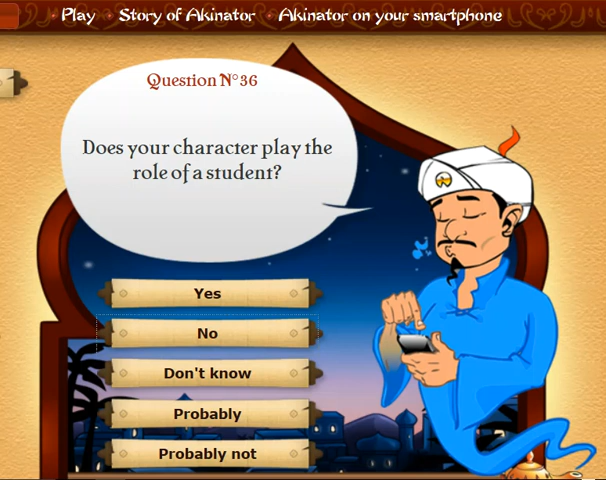 Play Story of Akinator Akinator on your smartphone
Question N°36
Does your character play the
role of a student?
Yes
No
Don't know
Probably
Probably not